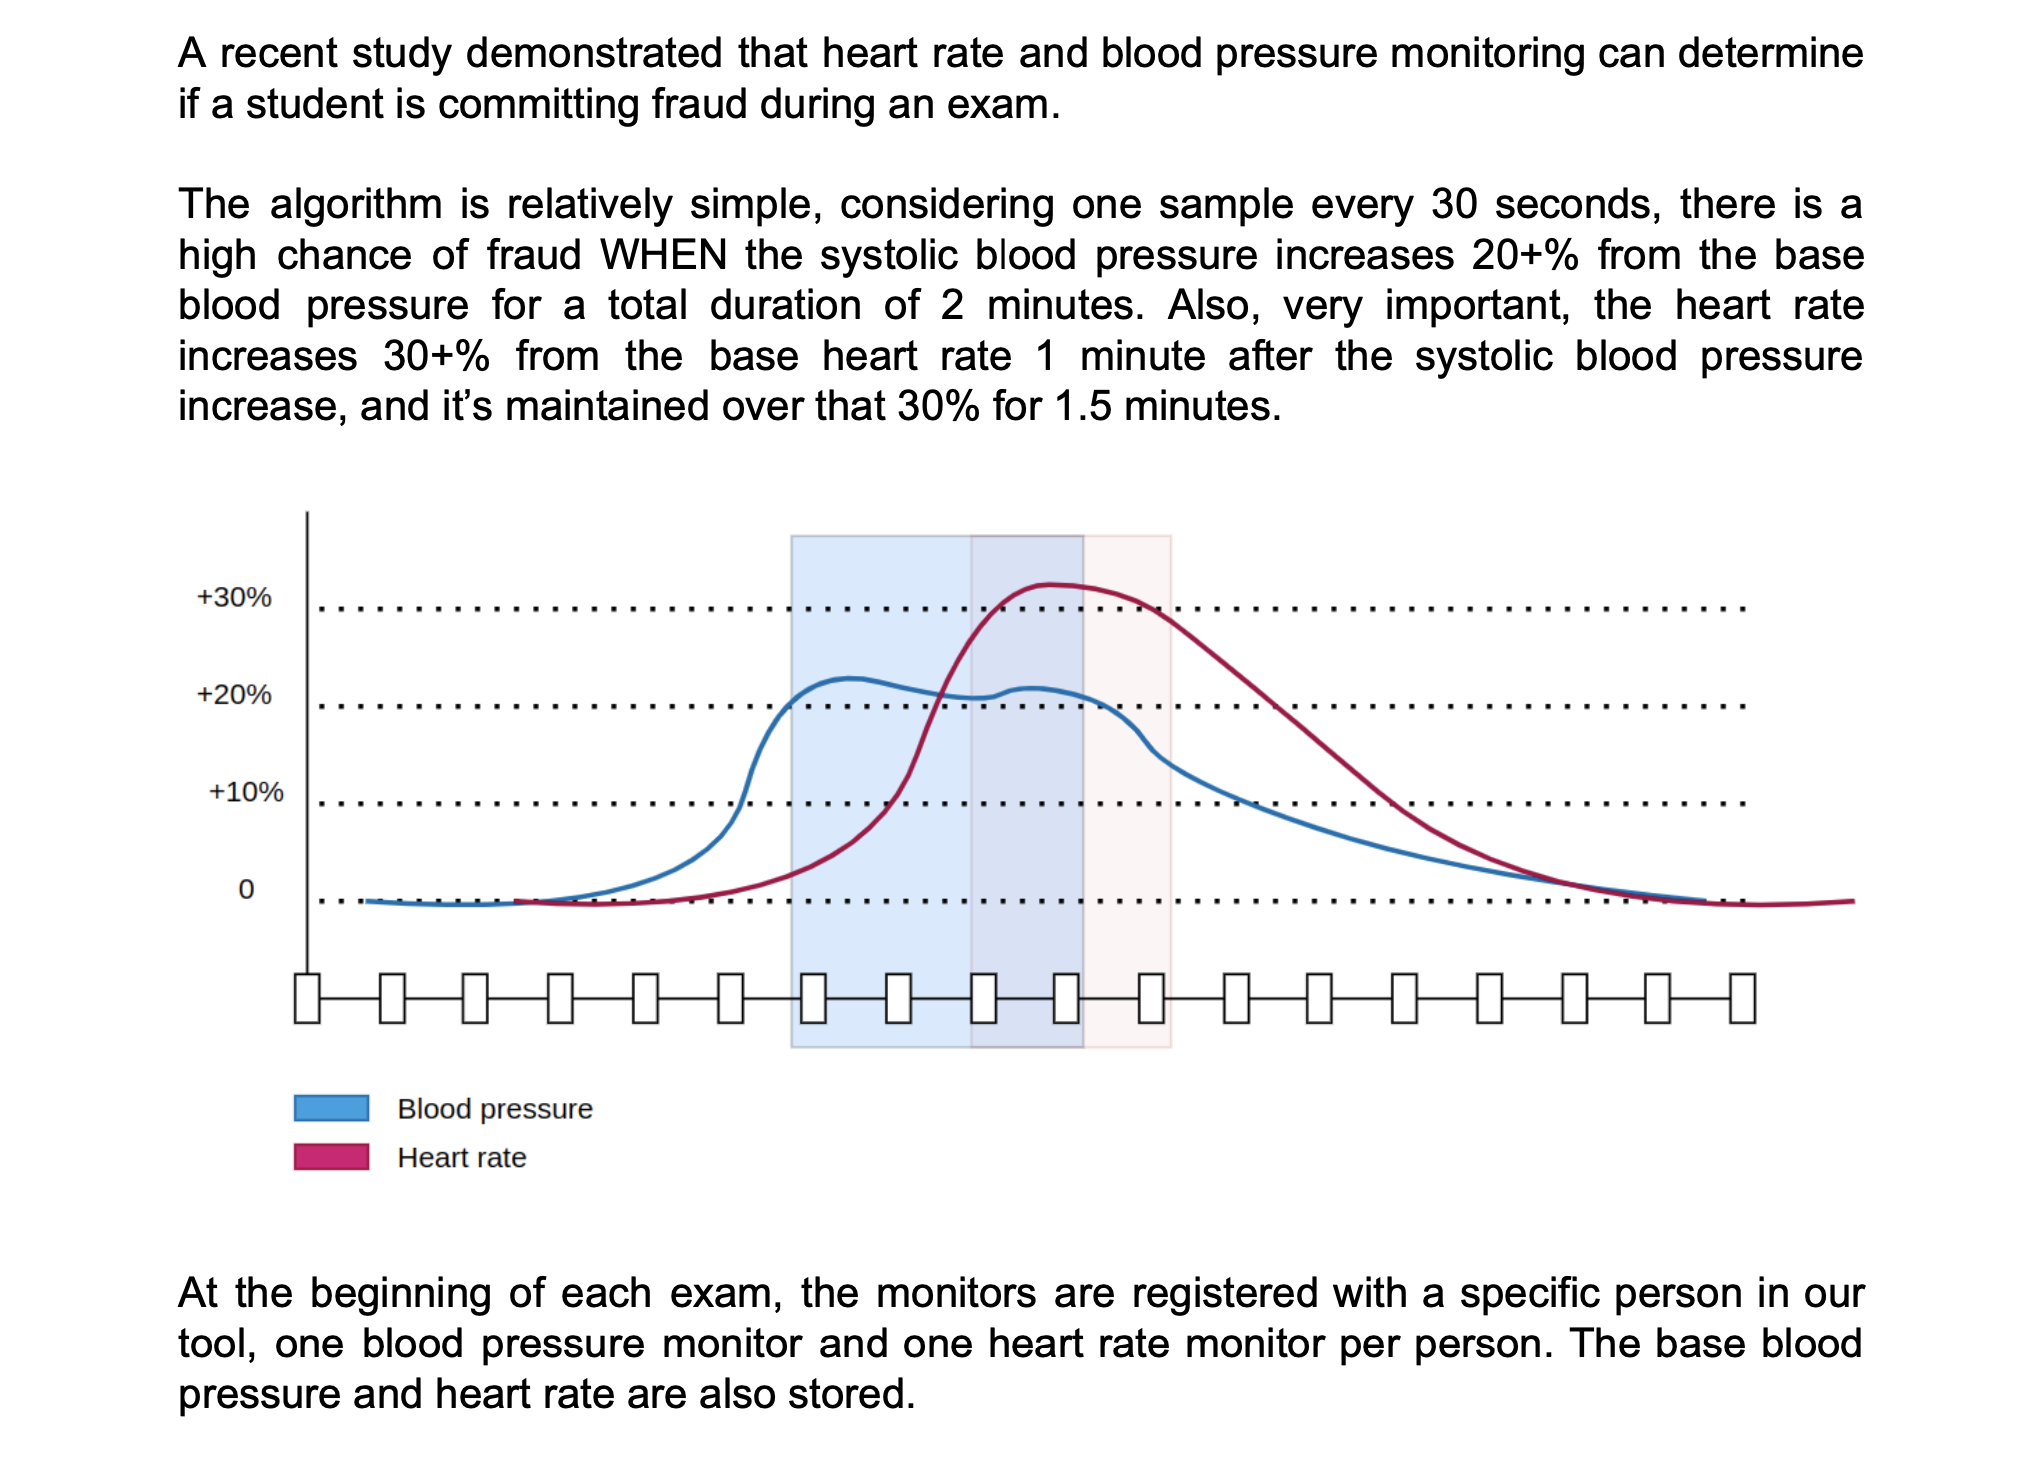 A recent study demonstrated that heart rate and blood pressure monitoring can determine
if a student is committing fraud during an exam.
The algorithm is relatively simple, considering one sample every 30 seconds, there is a
high chance of fraud WHEN the systolic blood pressure increases 20+% from the base
blood pressure for a total duration of 2 minutes. Also, very important, the heart rate
increases 30+% from the base heart rate 1 minute after the systolic blood pressure
increase, and it’s maintained over that 30% for 1.5 minutes.
+30%
+20%
+10%
0
Blood pressure
Heart rate
At the beginning of each exam, the monitors are registered with a specific person in our
tool, one blood pressure monitor and one heart rate monitor per person. The base blood
pressure and heart rate are also stored.